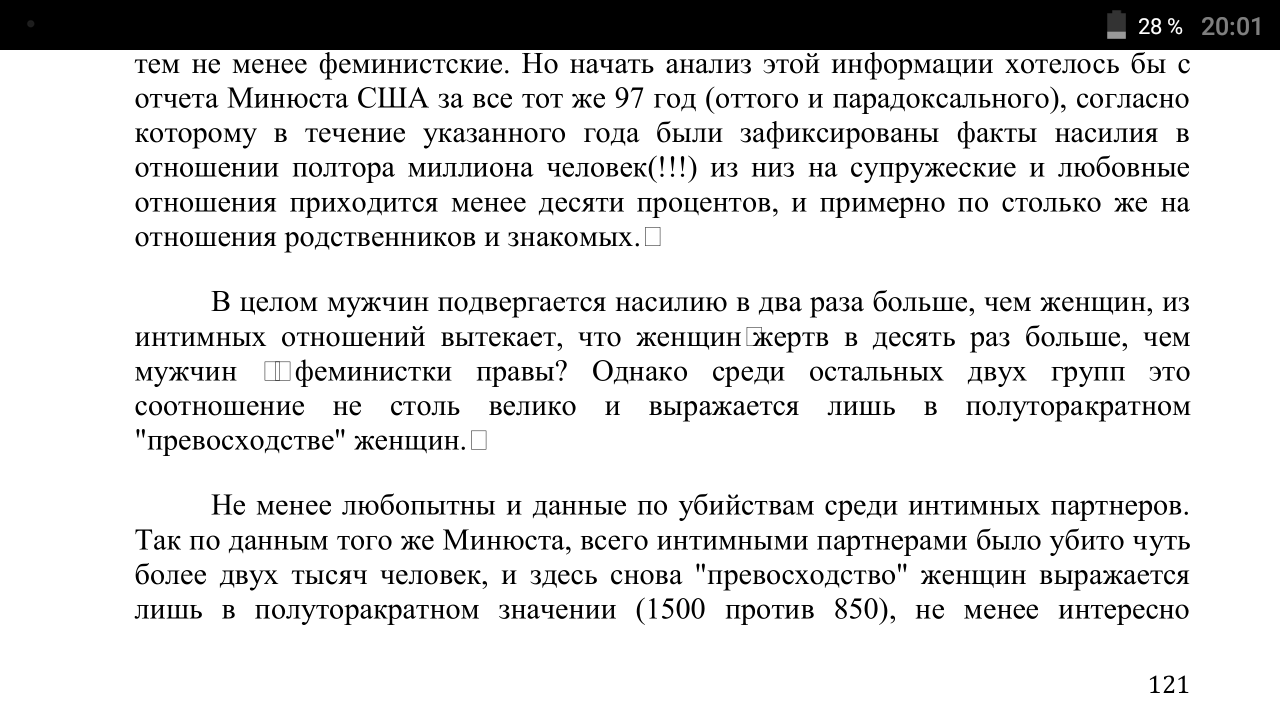 28 % 20:01
тем не менее феминистские. Но начать анализ этой информации хотелось бы с
отчета Минюста США за все тот же 97 год (оттого и парадоксального), согласно
которому в течение указанного года были зафиксированы факты насилия в
отношении полтора миллиона человек(!!!) из низ на супружеские и любовные
отношения приходится менее десяти процентов, и примерно по столько же на
отношения родственников и знакомых.□
В целом мужчин подвергается насилию в два раза больше, чем женщин, из
интимных отношений вытекает, что женщин□жертв в десять раз больше, чем
мужчин □□феминистки правы? Однако среди остальных двух групп это
соотношение не столь велико и выражается лишь в полуторакратном
"превосходстве" женщин.□
Не менее любопытны и данные по убийствам среди интимных партнеров.
Так по данным того же Минюста, всего интимными партнерами было убито чуть
более двух тысяч человек, и здесь снова "превосходство" женщин выражается
лишь в полуторакратном значении (1500 против 850), не менее интересно
121